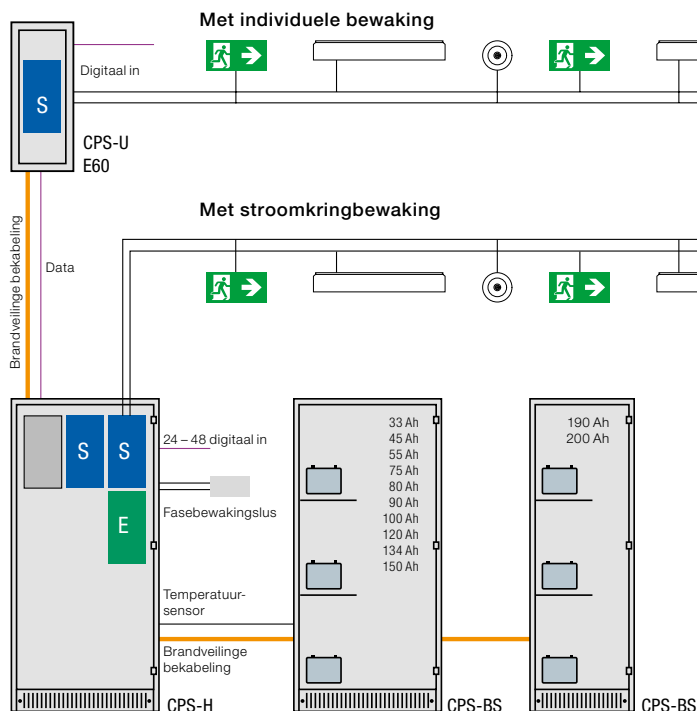 Met individuele bewaking
Digitaal in
S
CPS-U
E60
Met stroomkringbewaking
Brandveilinge bekabeling
Data
S
S
E
24 – 48 digitaal in
Fasebewakingslus
Temperatuur-
sensor
Brandveilinge
bekabeling
CPS-H
33 Ah
45 Ah
55 Ah
75 Ah
80 Ah
90 Ah
100 Ah
120 Ah
134 Ah
150 Ah
CPS-BS
190 Ah
200 Ah
CPS-BS